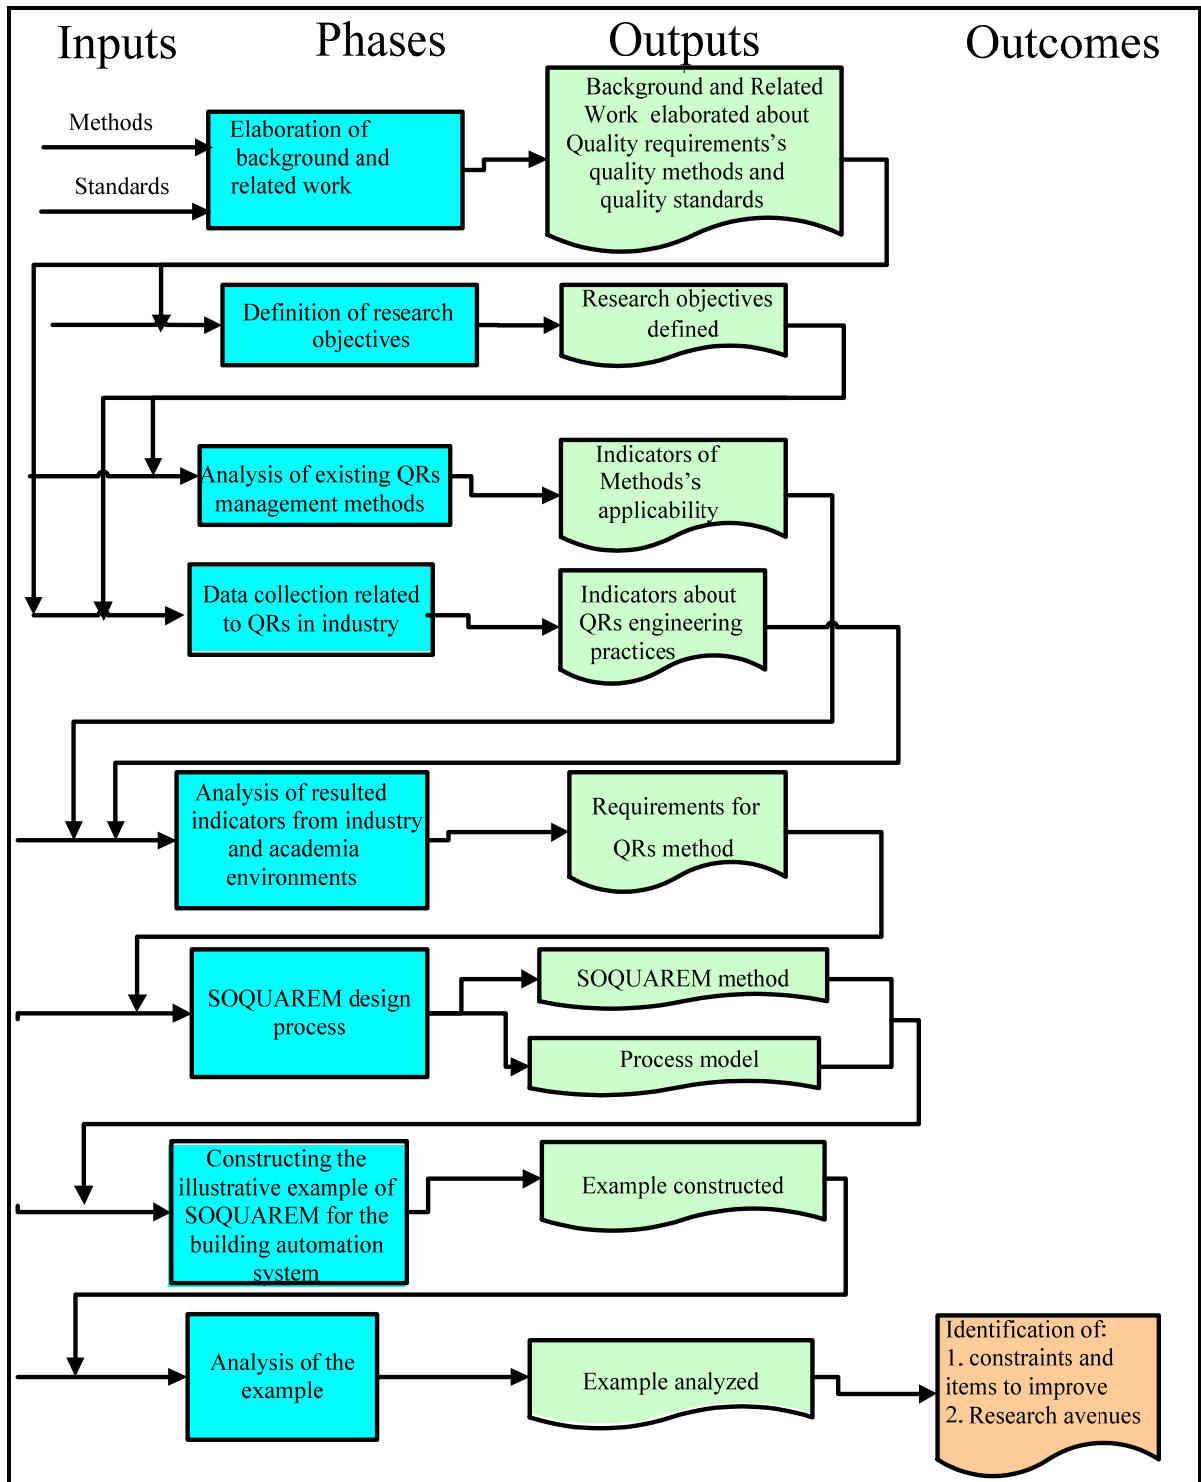 Inputs
Phases
Outputs
Outcomes
Methods
Standards
Elaboration of
background and
related work
Background and Related
Work elaborated about
Quality requirements's
quality methods and
quality standards
Definition of research
objectives
Research objectives
defined
Analysis of existing QRs
management methods
Indicators of
Methods's
applicability
Data collection related
to QRs in industry
Indicators about
QRs engineering
practices
Analysis of resulted
indicators from industry
and academia
environments
Requirements for
QRs method
SOQUAREM design
process
SOQUAREM method
Process model
Constructing the
illustrative example of
SOQUAREM for the
building automation
system
Example constructed
Analysis of the
example
Example analyzed
Identification of:
1. constraints and
items to improve
2. Research avenues